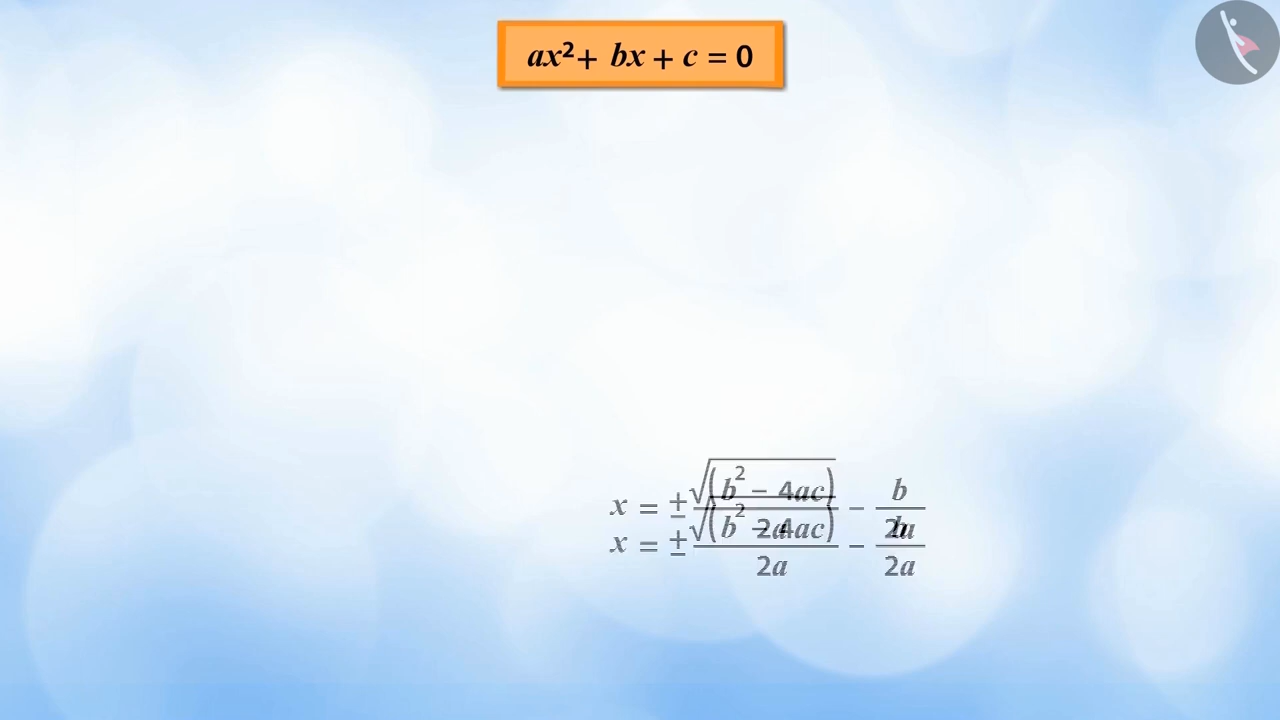 ax²+ bx + c = 0
x = ± √(b² – 4ac) / 2a – b / 2a
x = ± √(b² – 4ac) / 2a – b / 2a